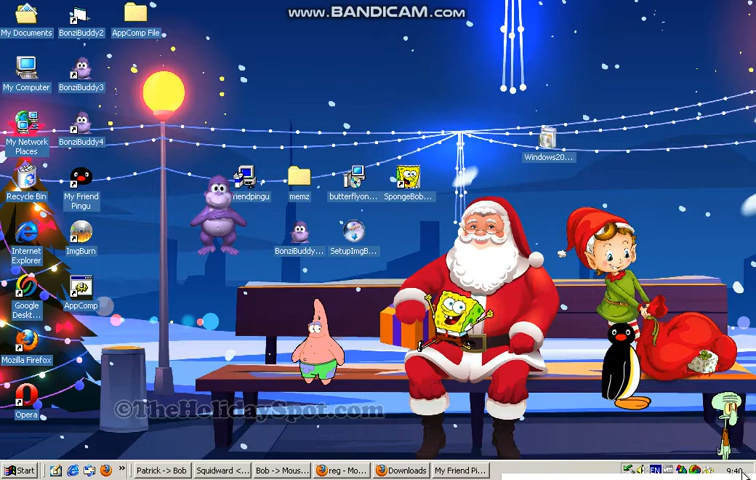 www.BANDICAM.com
My Documents
BonziBuddy2
AppComp File
My Computer
BonziBuddy3
My Network Places
BonziBuddy4
Windows20...
Recycle Bin
My Friend Pingu
riendpingu
memz
butterflyon...
SpongeBob...
Internet Explorer
ImgBurn
BonziBuddy...
SetupImgB...
Google Deskt...
AppComp
Mozilla Firefox
Opera
©TheHolidaySpot.com
Start
»
Patrick -> Bob
Squidward <...
Bob -> Mous...
reg - Mo...
Downloads
My Friend Pi...
EN
9:40